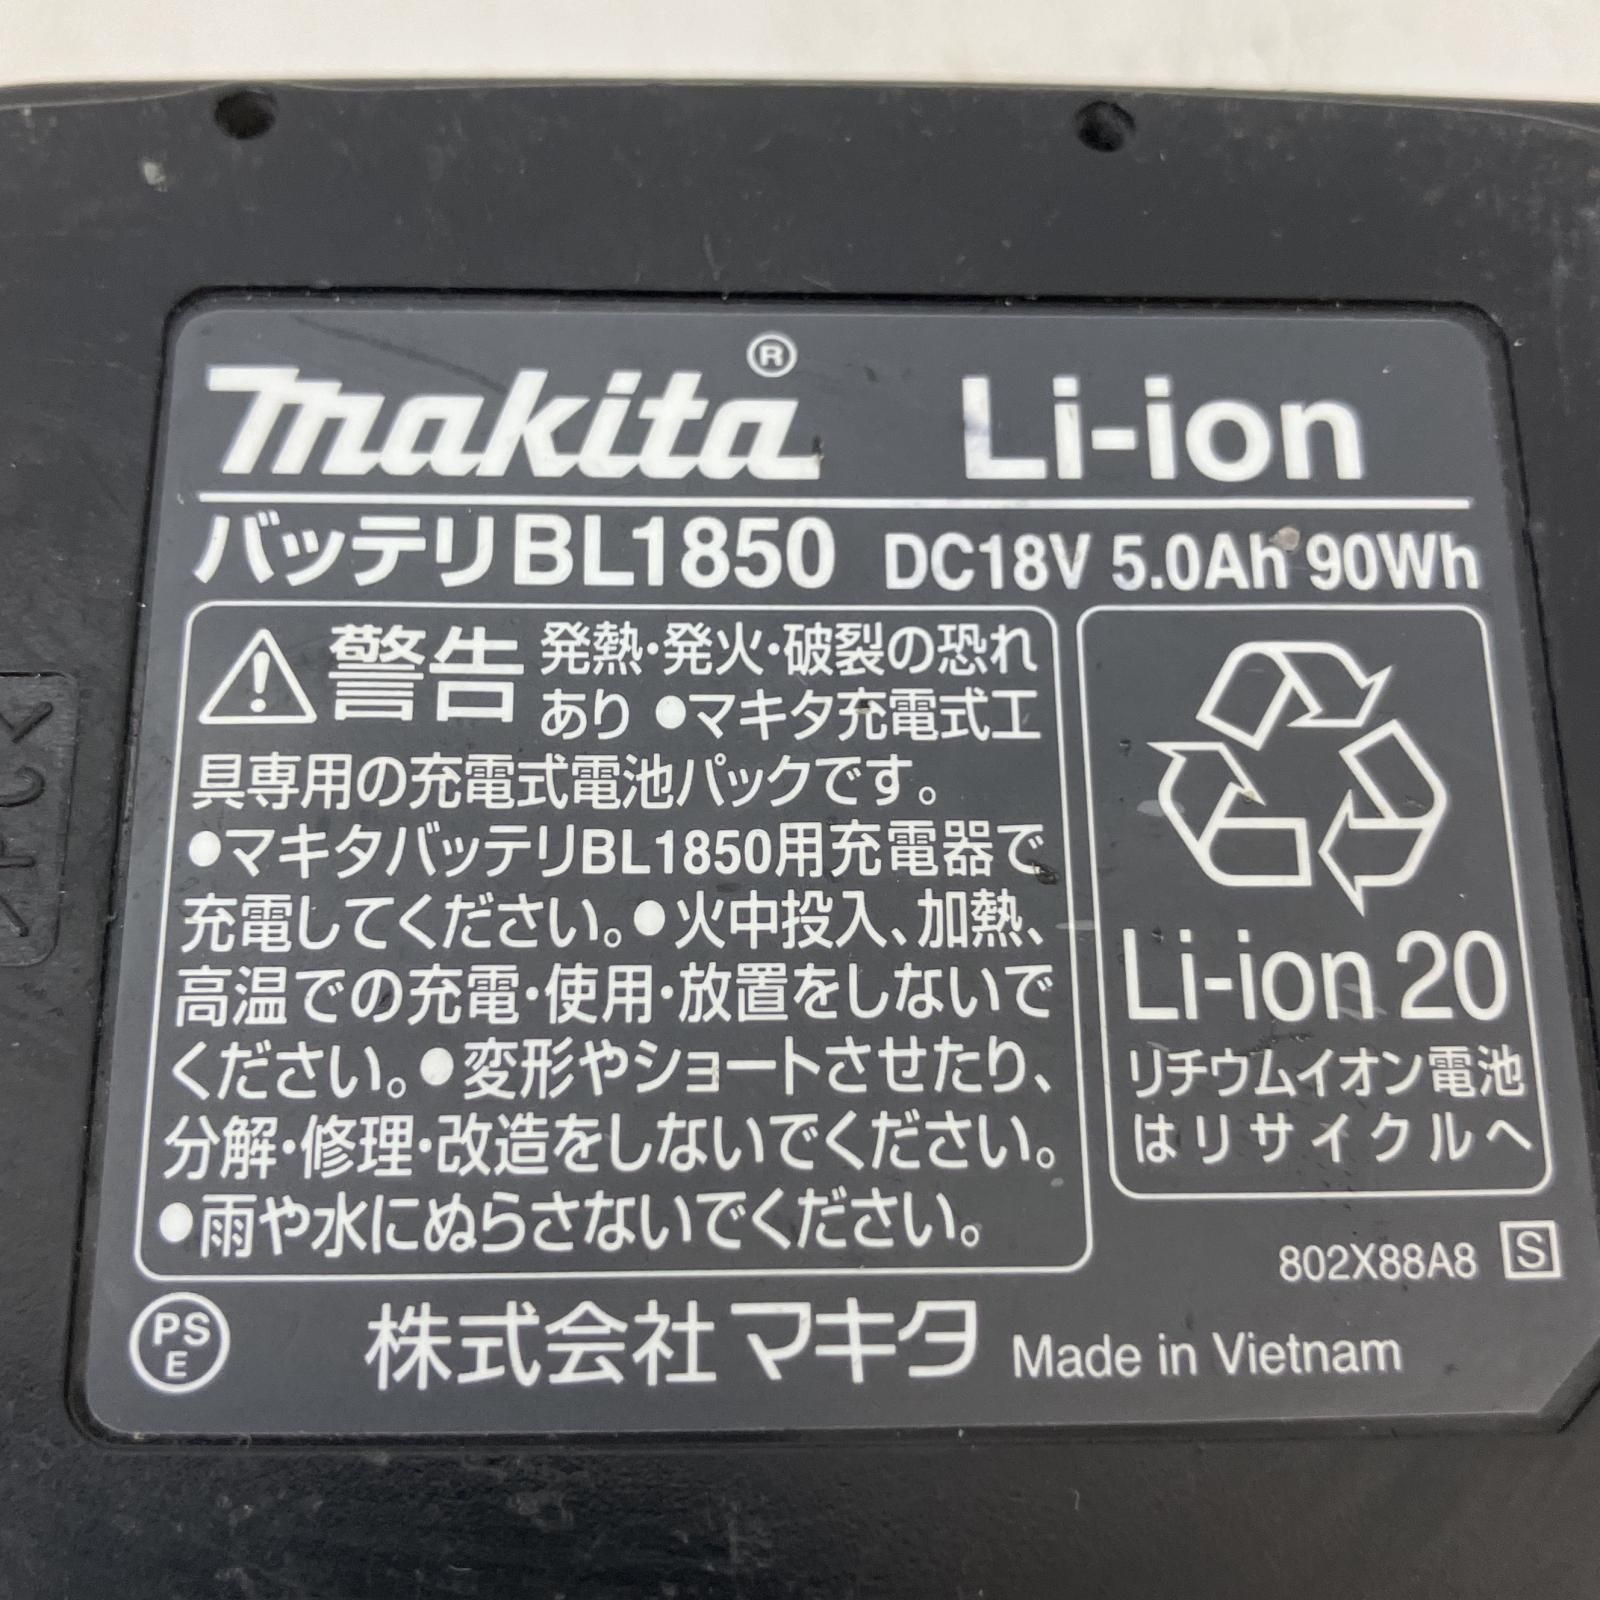 makita® Li-ion
バッテリBL1850 DC18V 5.0Ah 90Wh
警告 発熱・発火・破裂の恐れ
あり ●マキタ充電式工
具専用の充電式電池パックです。
●マキタバッテリBL1850用充電器で
充電してください。●火中投入、加熱、
高温での充電・使用・放置をしないで
ください。●変形やショートさせたり、
分解・修理・改造をしないでください。
●雨や水にぬらさないでください。
Li-ion 20
リチウムイオン電池
はリサイクルへ
802X88A8 S
PS
E
株式会社マキタ Made in Vietnam